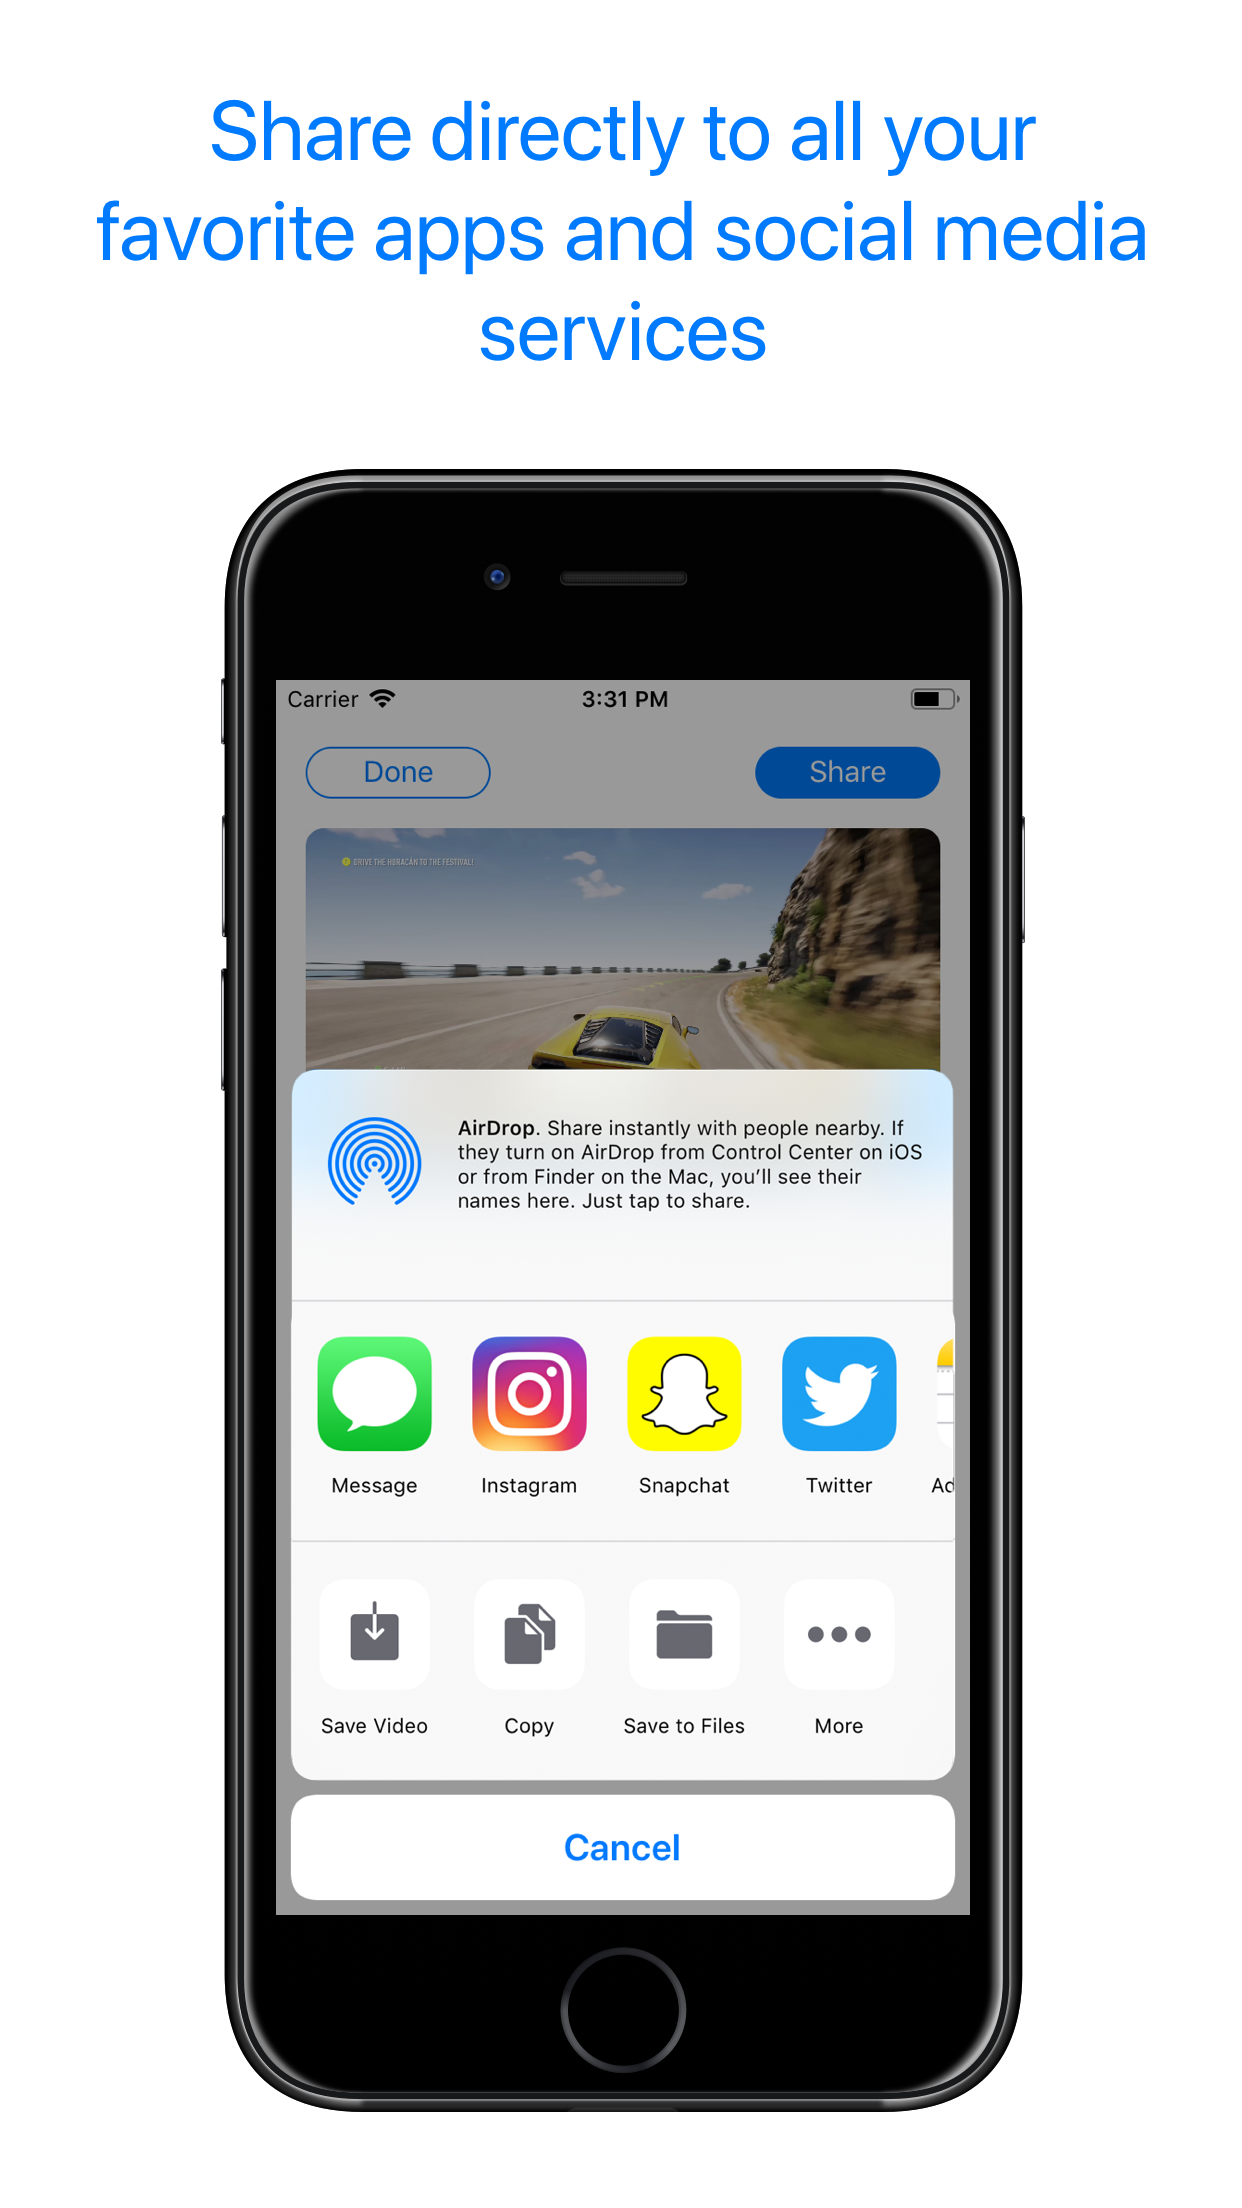 Share directly to all your
favorite apps and social media
services
Carrier
3:31 PM
Done
Share
DRIVE THE HURACÁN TO THE FESTIVAL!
AirDrop. Share instantly with people nearby. If
they turn on AirDrop from Control Center on iOS
or from Finder on the Mac, you’ll see their
names here. Just tap to share.
Message
Instagram
Snapchat
Twitter
Save Video
Copy
Save to Files
More
Cancel